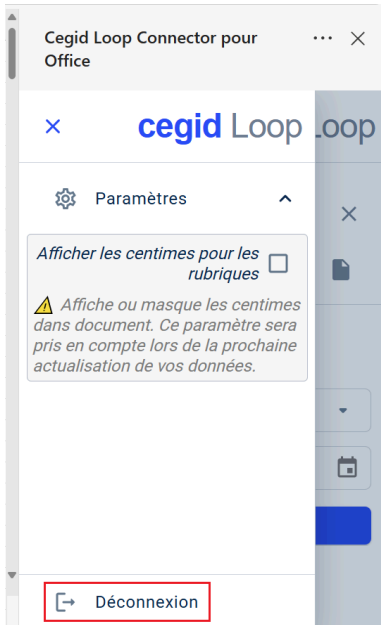 Cegid Loop Connector pour
Office
cegid Loop
Loop
Paramètres
Afficher les centimes pour les
rubriques
Affiche ou masque les centimes
dans document. Ce paramètre sera
pris en compte lors de la prochaine
actualisation de vos données.
Déconnexion